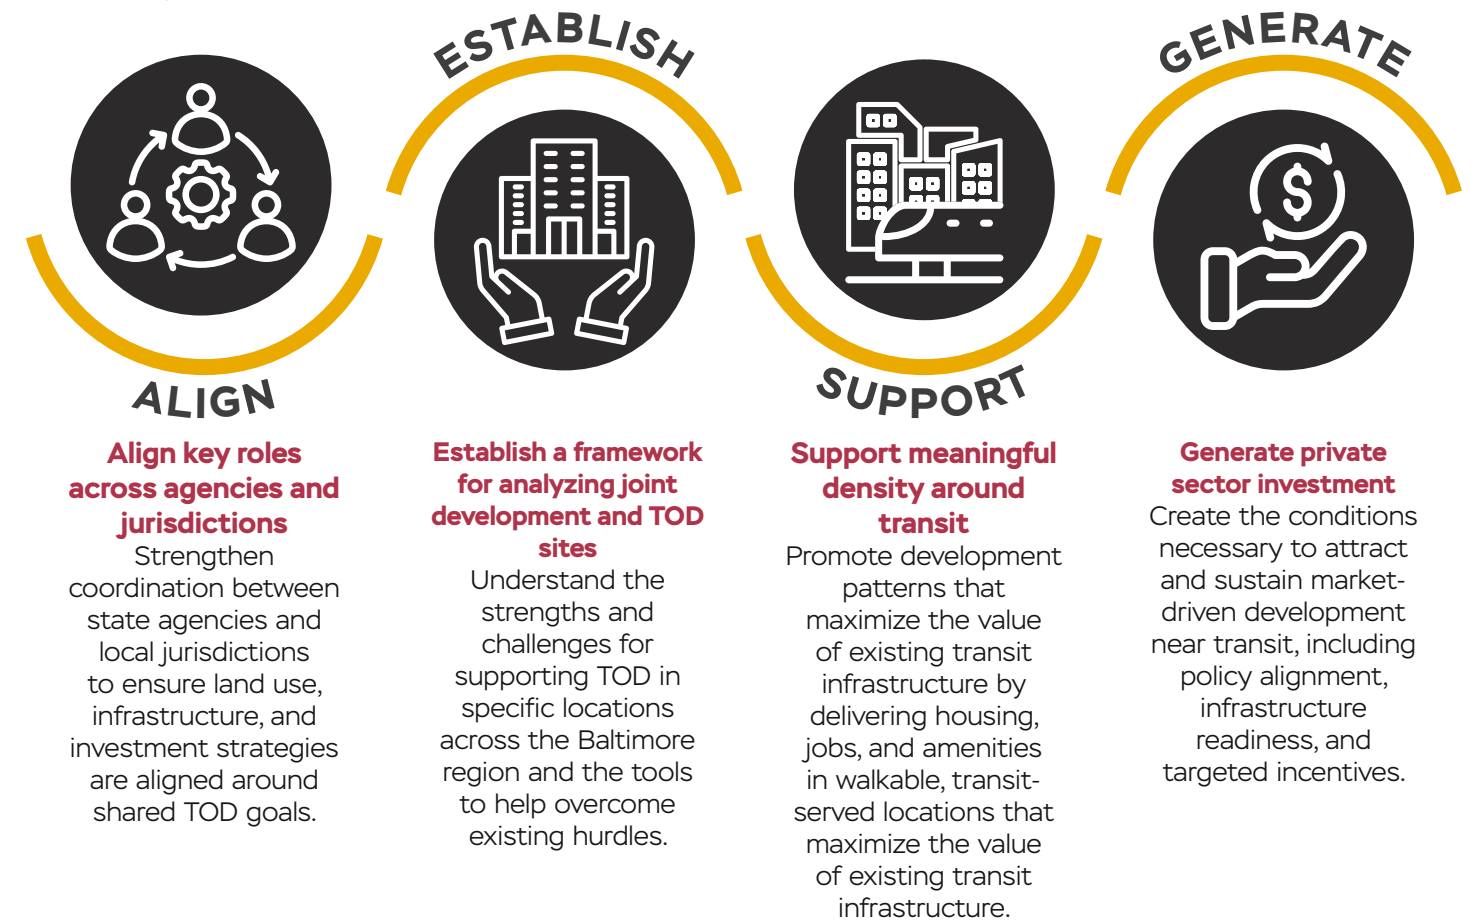 ALIGN
Align key roles
across agencies and
jurisdictions
Strengthen
coordination between
state agencies and
local jurisdictions
to ensure land use,
infrastructure, and
investment strategies
are aligned around
shared TOD goals.
ESTABLISH
Establish a framework
for analyzing joint
development and TOD
sites
Understand the
strengths and
challenges for
supporting TOD in
specific locations
across the Baltimore
region and the tools
to help overcome
existing hurdles.
SUPPORT
Support meaningful
density around
transit
Promote development
patterns that
maximize the value
of existing transit
infrastructure by
delivering housing,
jobs, and amenities
in walkable, transit-
served locations that
maximize the value
of existing transit
infrastructure.
GENERATE
$
Generate private
sector investment
Create the conditions
necessary to attract
and sustain market-
driven development
near transit, including
policy alignment,
infrastructure
readiness, and
targeted incentives.